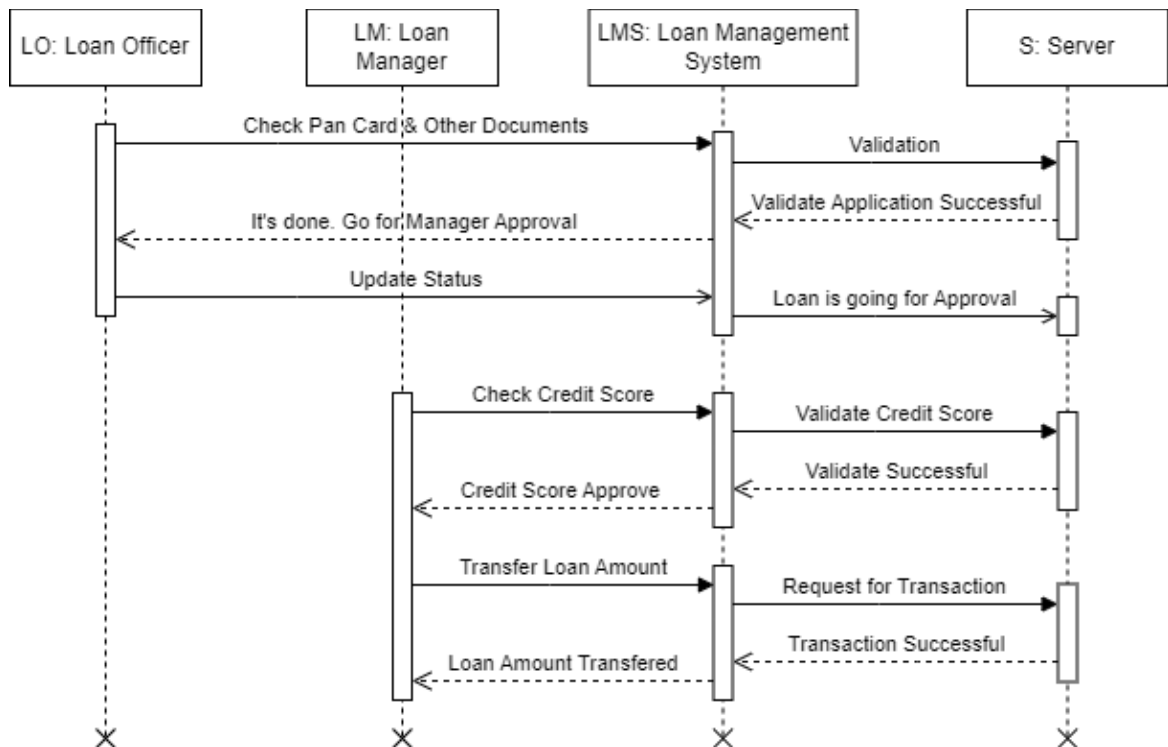 LO: Loan Officer
LM: Loan
Manager
LMS: Loan Management
System
S: Server
Check Pan Card & Other Documents
Validation
Validate Application Successful
It's done. Go for Manager Approval
Update Status
Loan is going for Approval
Check Credit Score
Validate Credit Score
Validate Successful
Credit Score Approve
Transfer Loan Amount
Request for Transaction
Transaction Successful
Loan Amount Transfered